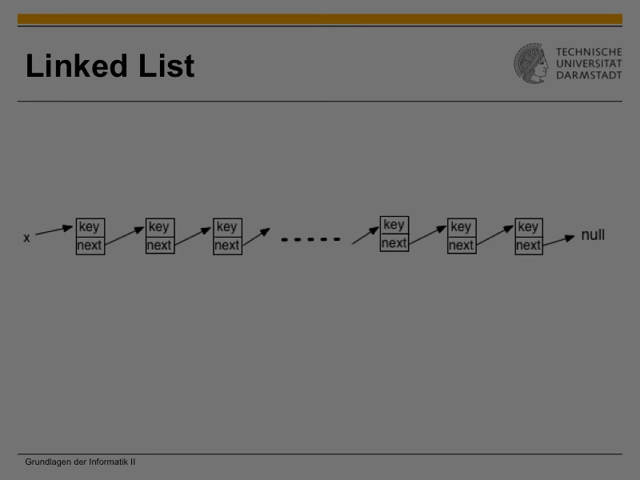 Linked List
TECHNISCHE
UNIVERSITÄT
DARMSTADT
x
key key key key key key
next next next next next next
null
Grundlagen der Informatik II